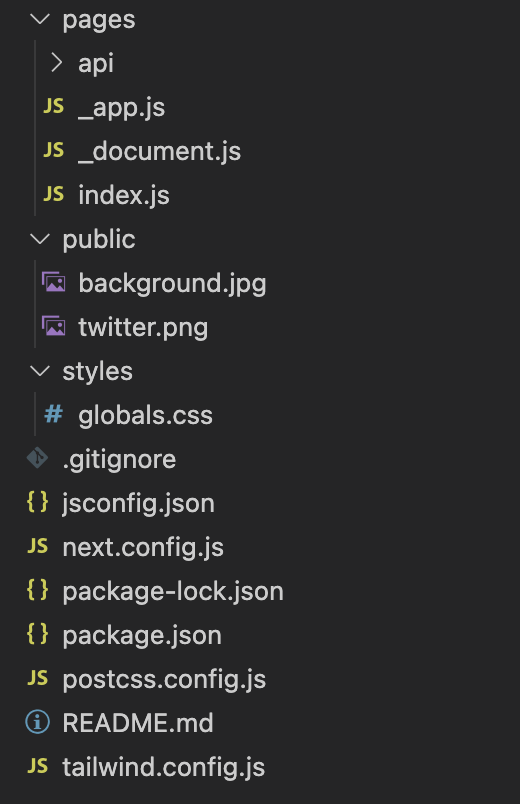 pages
api
JS _app.js
JS _document.js
JS index.js
public
background.jpg
twitter.png
styles
# globals.css
.gitignore
{} jsconfig.json
JS next.config.js
{} package-lock.json
{} package.json
JS postcss.config.js
README.md
JS tailwind.config.js